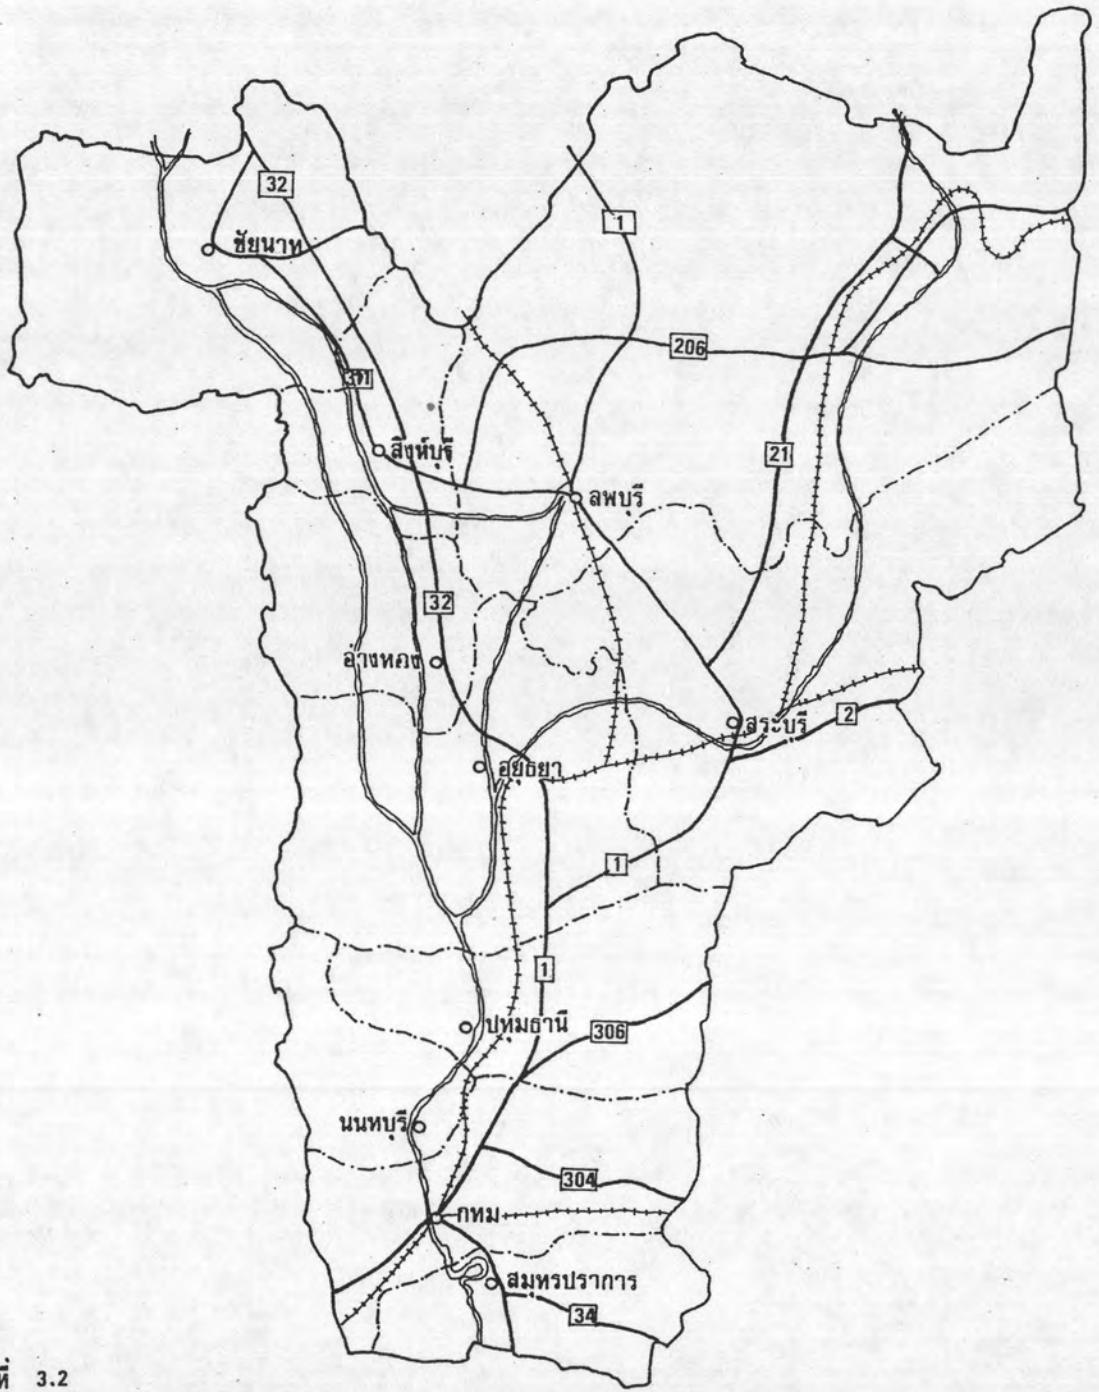 32
1
ชัยนาท
206
311
สิงห์บุรี
21
ลพบุรี
32
อ่างทอง
สระบุรี
2
อยุธยา
1
1
ปทุมธานี
306
นนทบุรี
304
กทม
สมุทรปราการ
34
ที่ 3.2